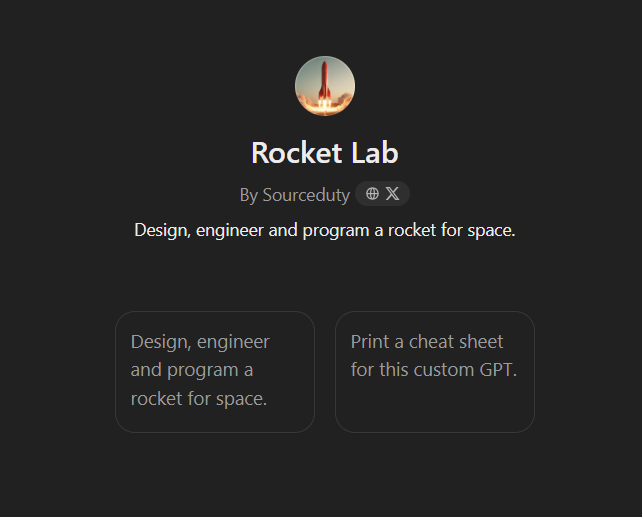 Rocket Lab
By Sourceduty
Design, engineer and program a rocket for space.
Design, engineer
and program a
rocket for space.
Print a cheat sheet
for this custom GPT.